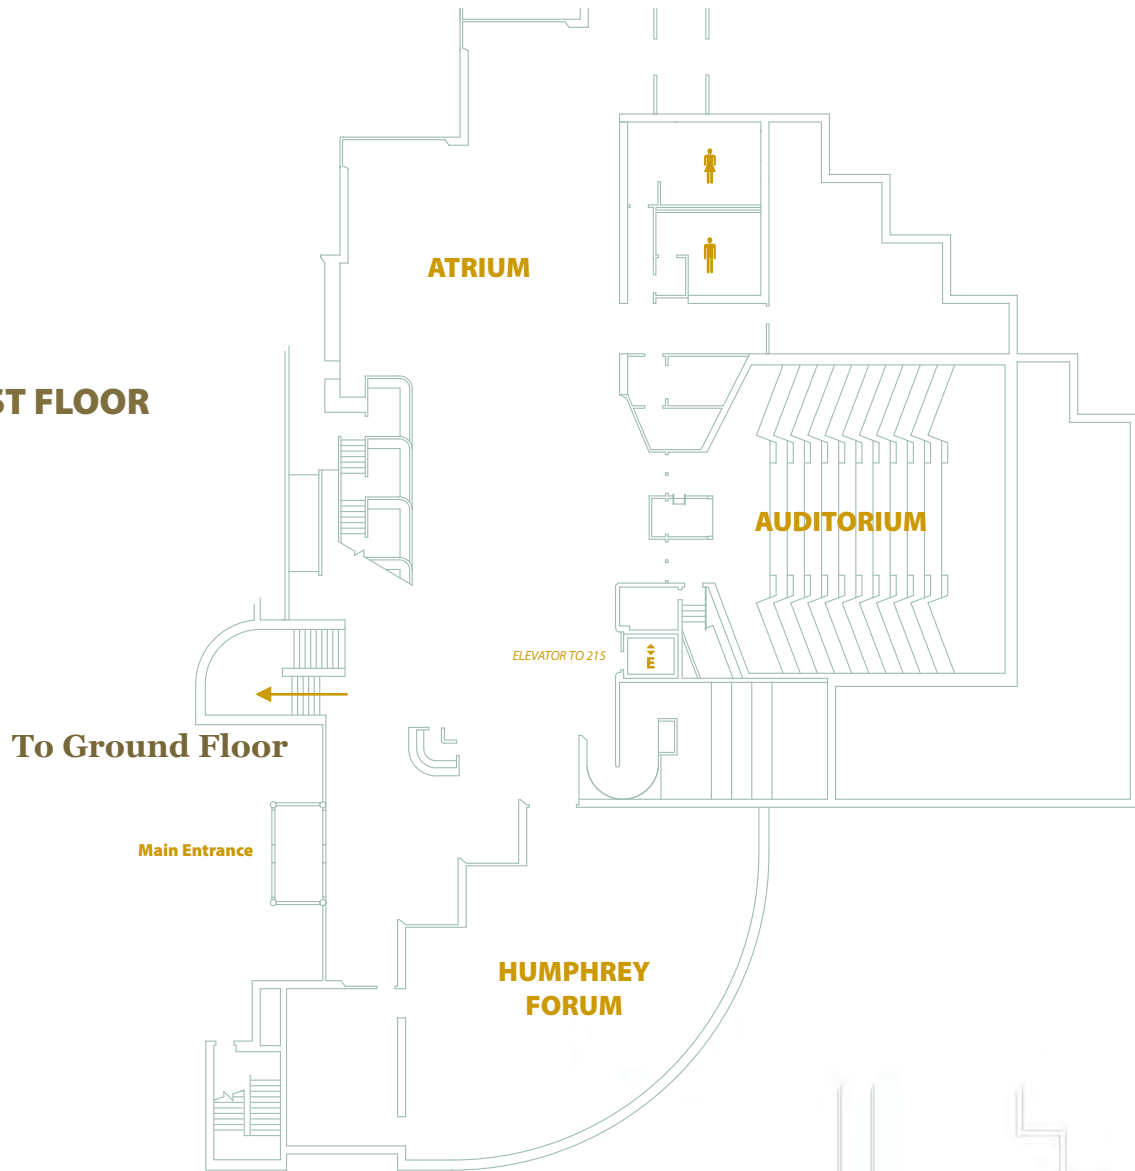 ATRIUM
ST FLOOR
AUDITORIUM
ELEVATOR TO 215
E
To Ground Floor
Main Entrance
HUMPHREY
FORUM